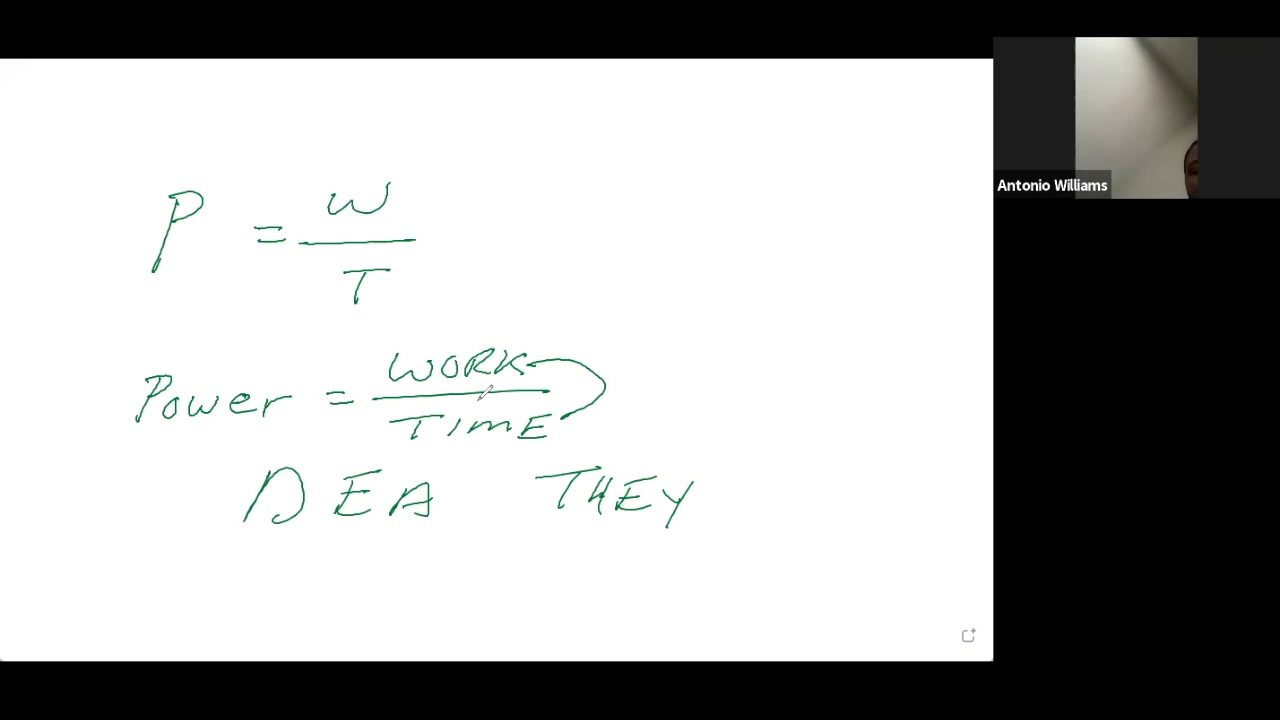 P = W
T
Power = WORK
TIME
DEA THEY
Antonio Williams